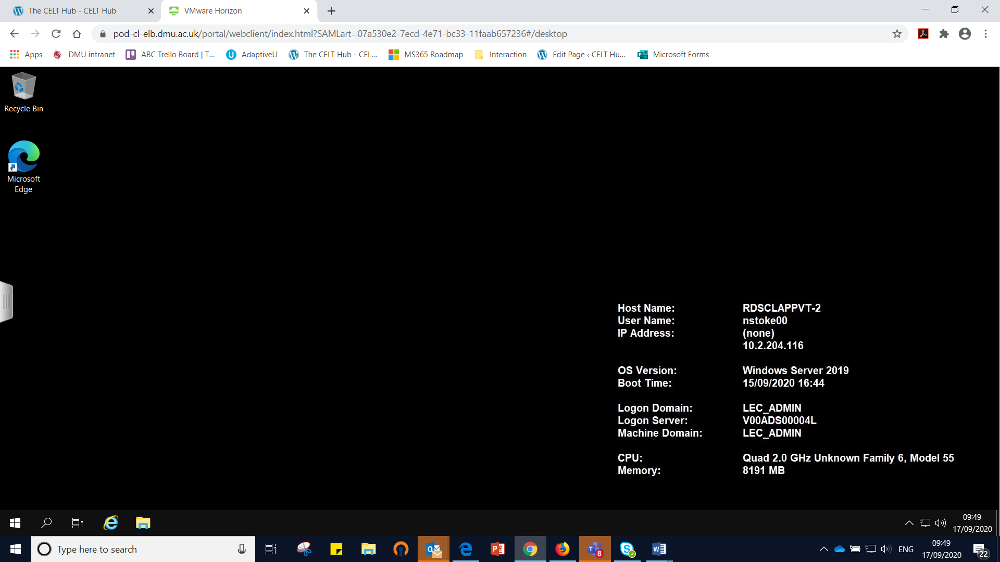 The CELT Hub - CELT Hub
VMware Horizon
pod-cl-elb.dmu.ac.uk/portal/webclient/index.html?SAMLart=07a530e2-7ecd-4e71-bc33-11faab657236#/desktop
Apps DMU intranet ABC Trello Board | T... AdaptiveU The CELT Hub - CEL... MS365 Roadmap Interaction Edit Page ‹ CELT Hu... Microsoft Forms
Recycle Bin
Microsoft
Edge
Host Name: RDSCLAPPVT-2
User Name: nstoke00
IP Address: (none)
10.2.204.116
OS Version: Windows Server 2019
Boot Time: 15/09/2020 16:44
Logon Domain: LEC_ADMIN
Logon Server: V00ADS00004L
Machine Domain: LEC_ADMIN
CPU: Quad 2.0 GHz Unknown Family 6, Model 55
Memory: 8191 MB
09:49
17/09/2020
Type here to search
8
ENG
09:49
17/09/2020
22